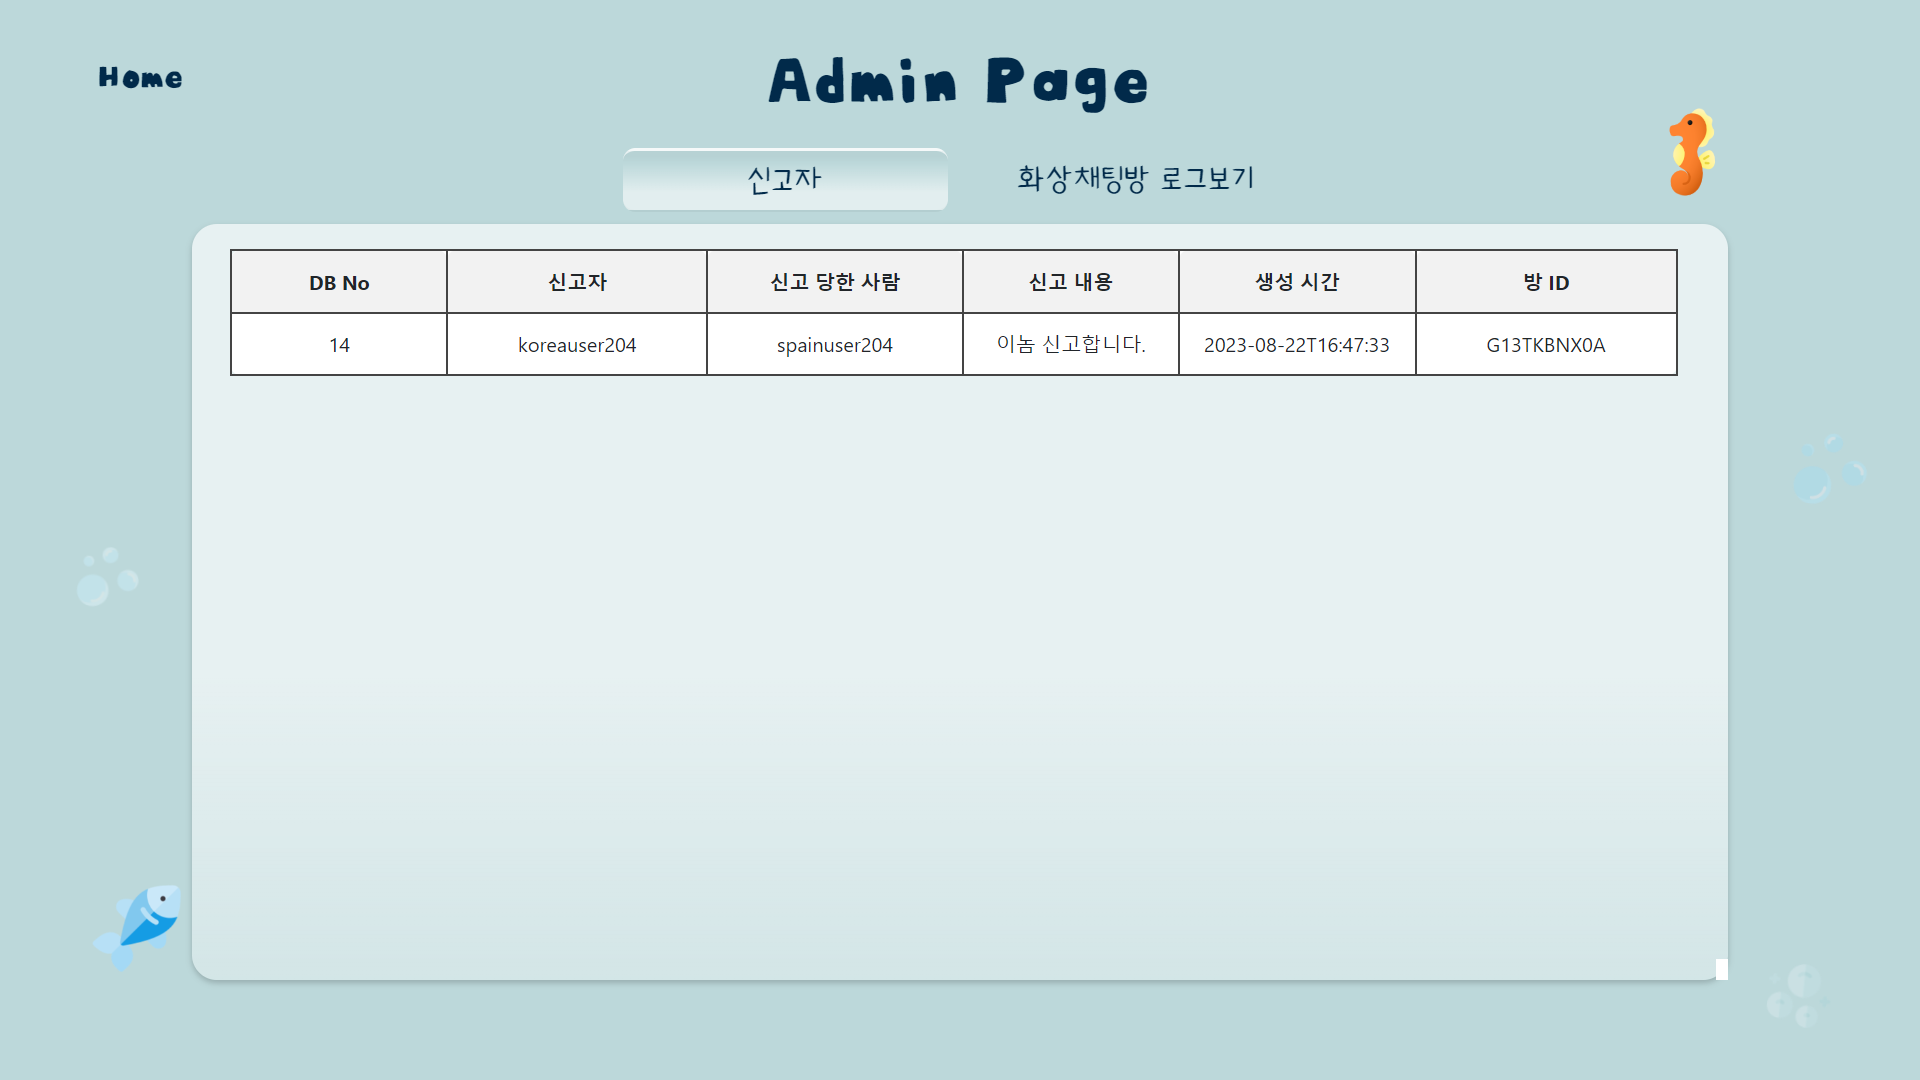 Home
Admin Page
신고자 화상채팅방 로그보기
DB No 신고자 신고 당한 사람 신고 내용 생성 시간 방 ID
14 koreauser204 spainuser204 이놈 신고합니다. 2023-08-22T16:47:33 G13TKBNX0A